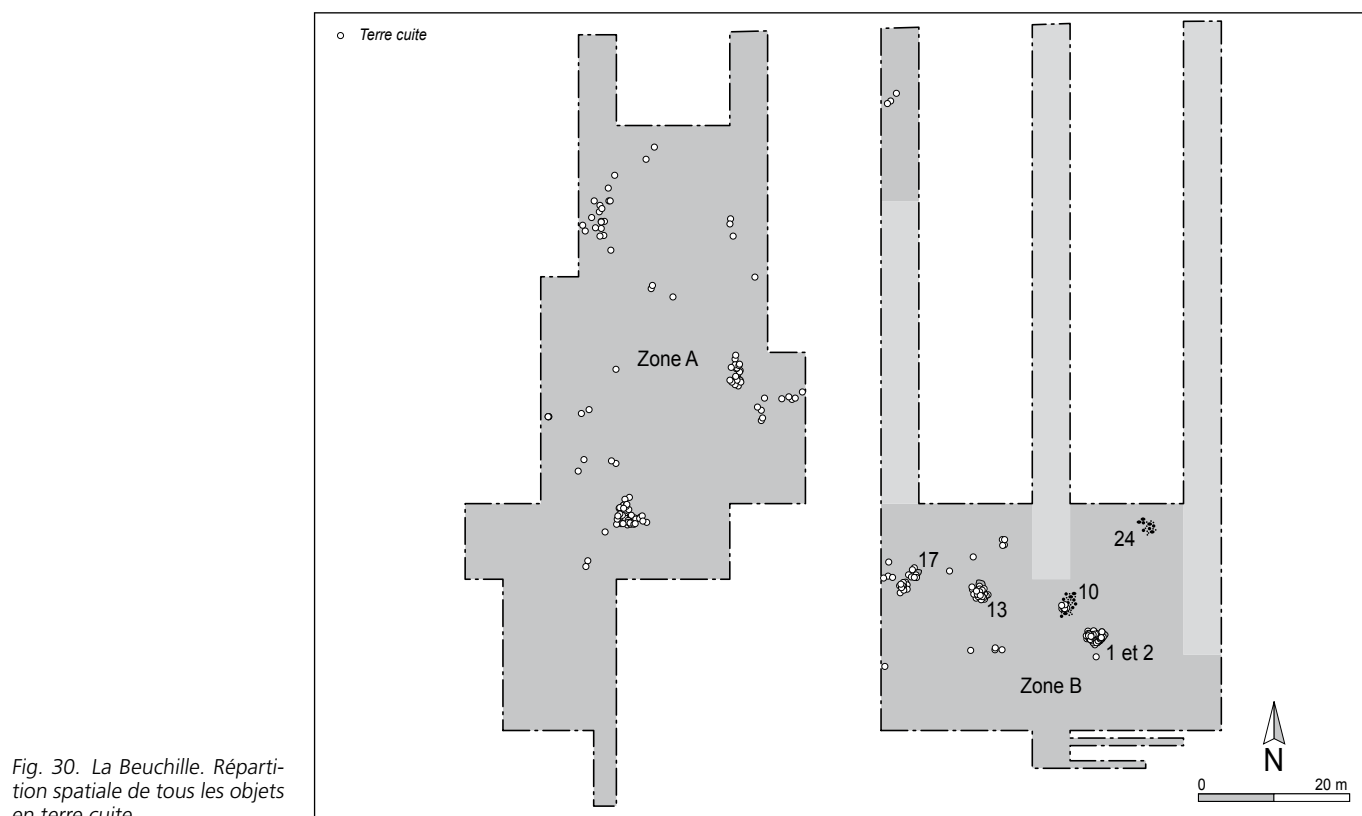 Terre cuite
Zone A
24
17
10
13
1 et 2
Zone B
N
0 20 m
Fig. 30. La Beuchille. Réparti-
tion spatiale de tous les objets
en terre cuite